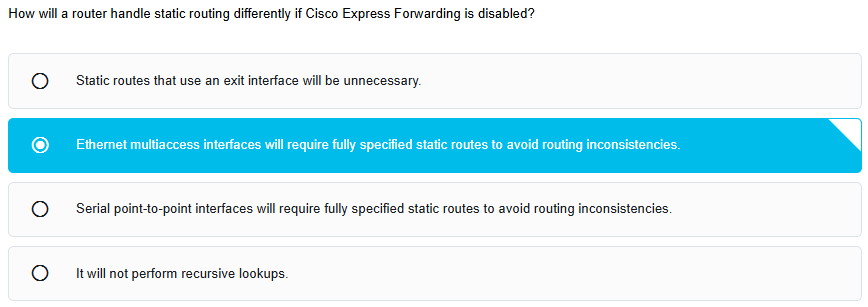 How will a router handle static routing differently if Cisco Express Forwarding is disabled?
Static routes that use an exit interface will be unnecessary.
Ethernet multiaccess interfaces will require fully specified static routes to avoid routing inconsistencies.
Serial point-to-point interfaces will require fully specified static routes to avoid routing inconsistencies.
It will not perform recursive lookups.